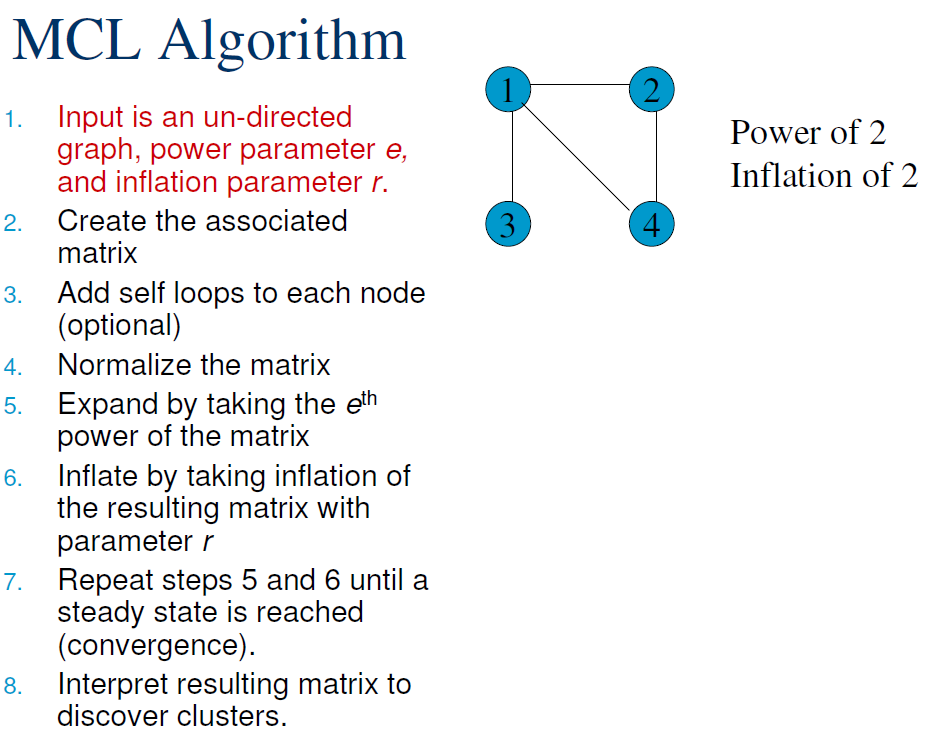 MCL Algorithm
1. Input is an un-directed
graph, power parameter e,
and inflation parameter r.
2. Create the associated
matrix
3. Add self loops to each node
(optional)
4. Normalize the matrix
5. Expand by taking the eth
power of the matrix
6. Inflate by taking inflation of
the resulting matrix with
parameter r
7. Repeat steps 5 and 6 until a
steady state is reached
(convergence).
8. Interpret resulting matrix to
discover clusters.
1 2
3 4
Power of 2
Inflation of 2